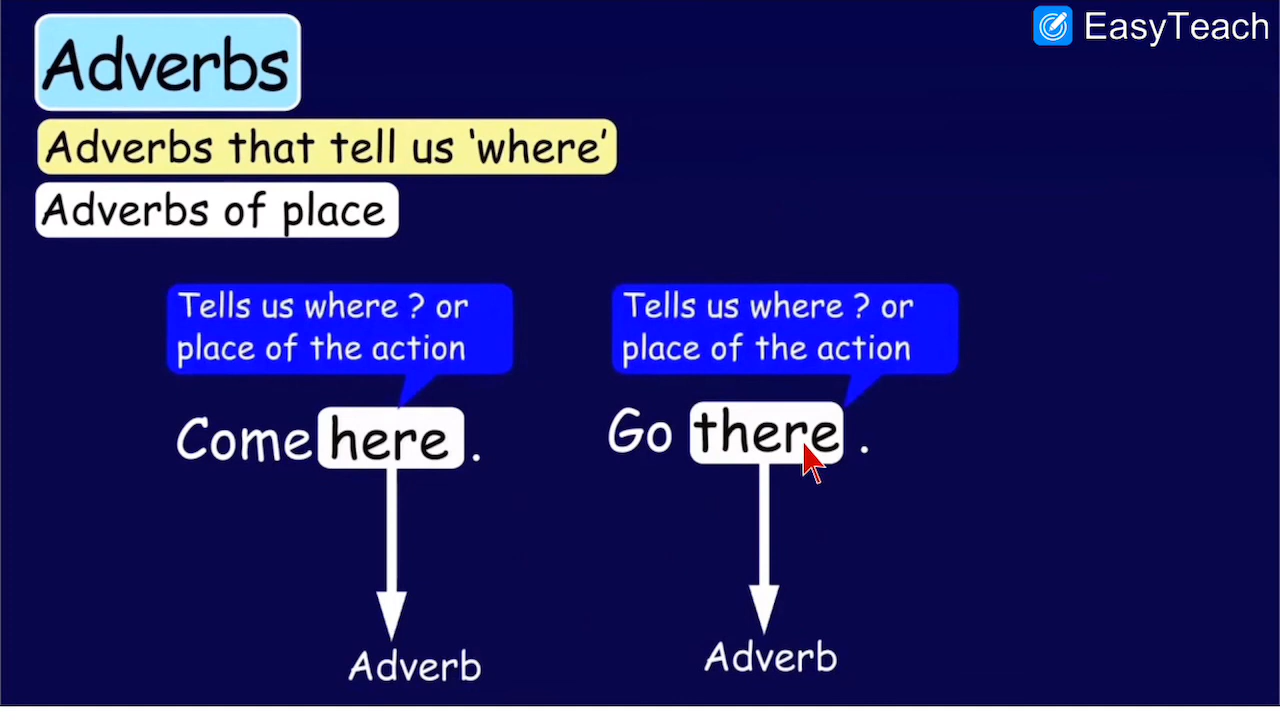 EasyTeach
Adverbs
Adverbs that tell us ‘where’
Adverbs of place
Tells us where ? or
place of the action
Tells us where ? or
place of the action
Come here .
Go there .
Adverb
Adverb